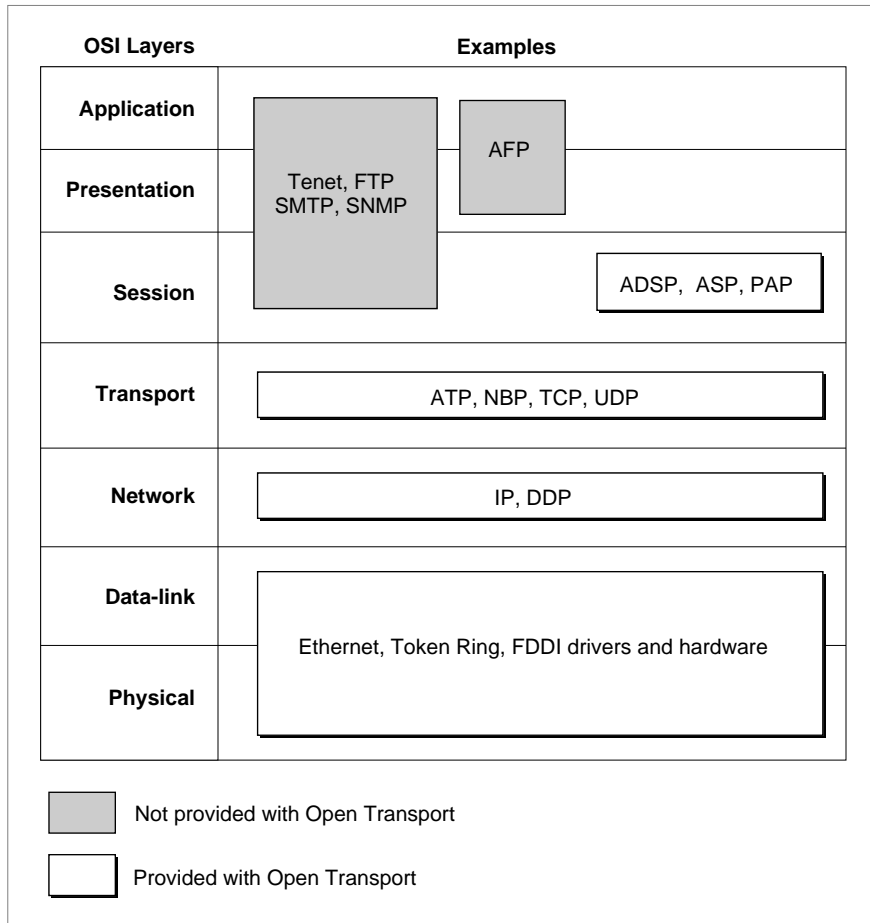 OSI Layers Examples
Application
AFP
Presentation
Tenet, FTP
SMTP, SNMP
Session
ADSP, ASP, PAP
Transport
ATP, NBP, TCP, UDP
Network
IP, DDP
Data-link
Ethernet, Token Ring, FDDI drivers and hardware
Physical
Not provided with Open Transport
Provided with Open Transport